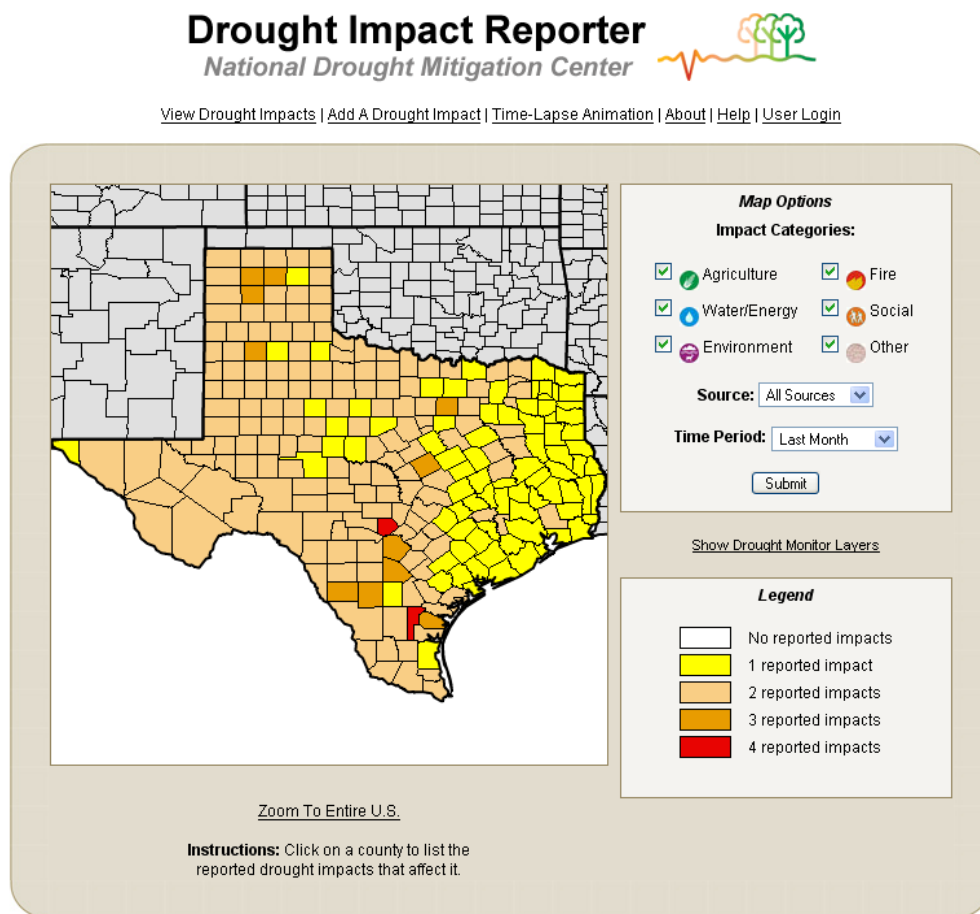 Drought Impact Reporter
National Drought Mitigation Center
View Drought Impacts | Add A Drought Impact | Time-Lapse Animation | About | Help | User Login
Map Options
Impact Categories:
Agriculture
Fire
Water/Energy
Social
Environment
Other
Source: All Sources
Time Period: Last Month
Submit
Show Drought Monitor Layers
Legend
No reported impacts
1 reported impact
2 reported impacts
3 reported impacts
4 reported impacts
Zoom To Entire U.S.
Instructions: Click on a county to list the
reported drought impacts that affect it.